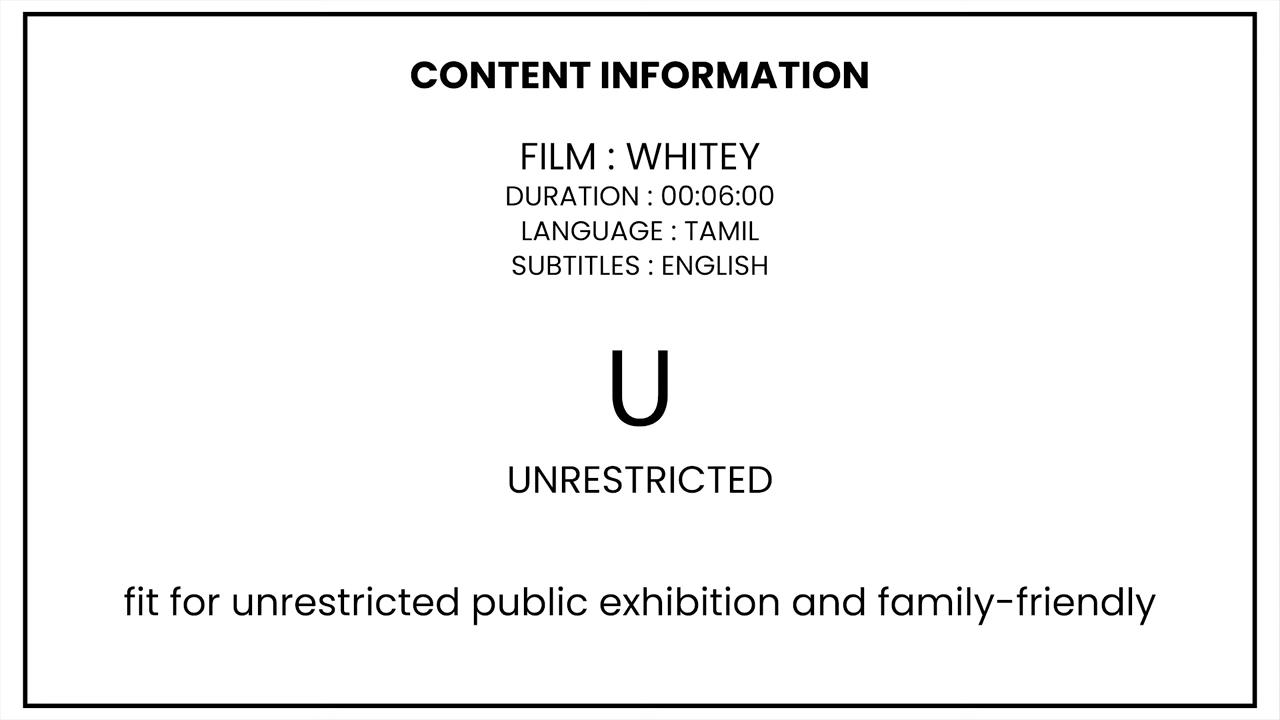 CONTENT INFORMATION
FILM : WHITEY
DURATION : 00:06:00
LANGUAGE : TAMIL
SUBTITLES : ENGLISH
U
UNRESTRICTED
fit for unrestricted public exhibition and family-friendly